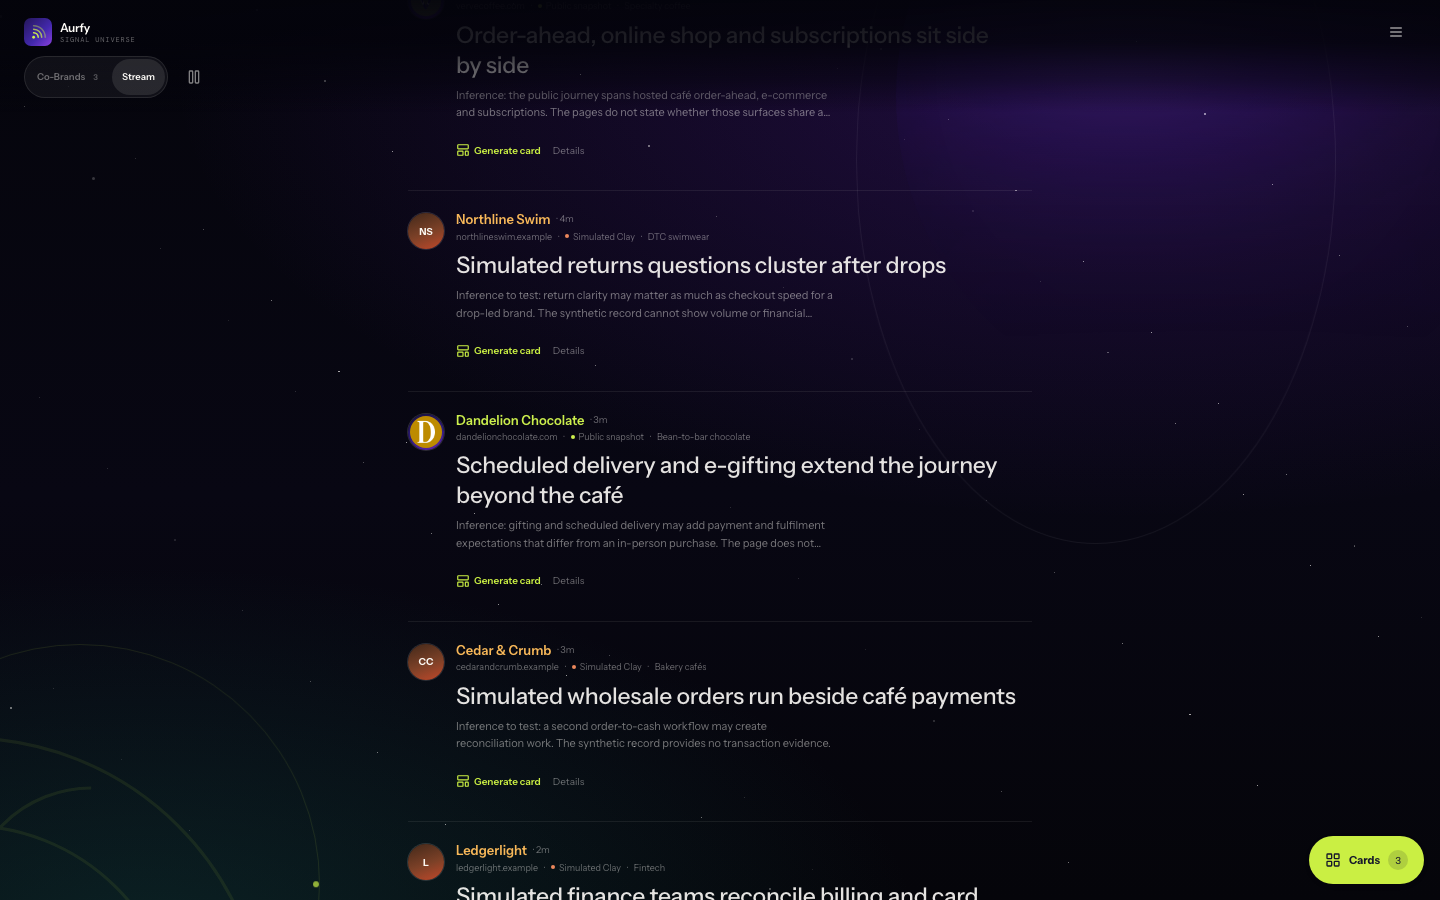 Aurfy
SIGNAL UNIVERSE
Co-Brands 3
Stream
Order-ahead, online shop and subscriptions sit side
by side
Inference: the public journey spans hosted café order-ahead, e-commerce
and subscriptions. The pages do not state whether those surfaces share a...
Generate card Details
NS
Northline Swim · 4m
northlineswim.example · Simulated Clay · DTC swimwear
Simulated returns questions cluster after drops
Inference to test: return clarity may matter as much as checkout speed for a
drop-led brand. The synthetic record cannot show volume or financial...
Generate card Details
D
Dandelion Chocolate · 3m
dandelionchocolate.com · Public snapshot · Bean-to-bar chocolate
Scheduled delivery and e-gifting extend the journey
beyond the café
Inference: gifting and scheduled delivery may add payment and fulfilment
expectations that differ from an in-person purchase. The page does not...
Generate card Details
CC
Cedar & Crumb · 3m
cedarandcrumb.example · Simulated Clay · Bakery cafés
Simulated wholesale orders run beside café payments
Inference to test: a second order-to-cash workflow may create
reconciliation work. The synthetic record provides no transaction evidence.
Generate card Details
L
Ledgerlight · 2m
ledgerlight.example · Simulated Clay · Fintech
Simulated finance teams reconcile billing and card
Cards 3